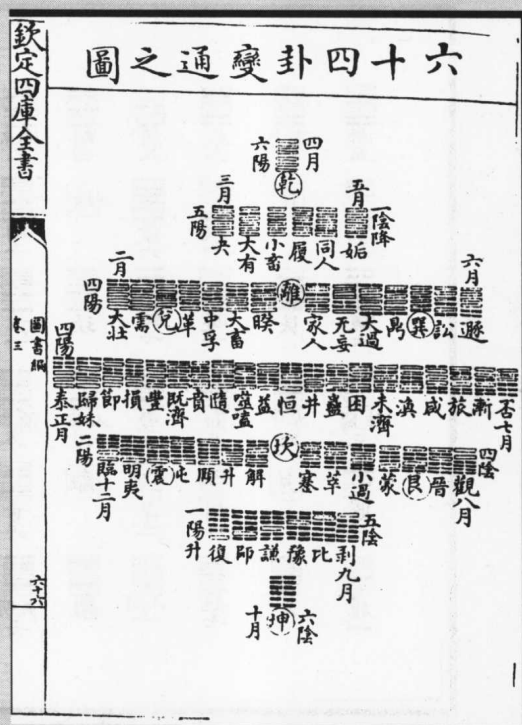 欽定四庫全書
六十四卦變通之圖
四月
乾
六陽
五月
一陰降
姤 同人 履 小畜 大有 夬
三月
五陽
六月
遯 訟 巽 鼎 大過 无妄 家人 離 睽 大畜 中孚 革 兌 需 大壯
二月
四陽
否七月 漸 旅 咸 渙 未濟 困 蠱 井 恒 益 噬嗑 隨 賁 既濟 豐 損 節 歸妹 泰正月
四陽
四陰
觀八月 晉 艮 蒙 小過 萃 蹇 坎 解 升 頤 屯 震 明夷 臨十二月
二陽
五陰
剥九月 比 豫 謙 師 復
一陽升
六陰
坤
十月
圖書編
卷三
六十六